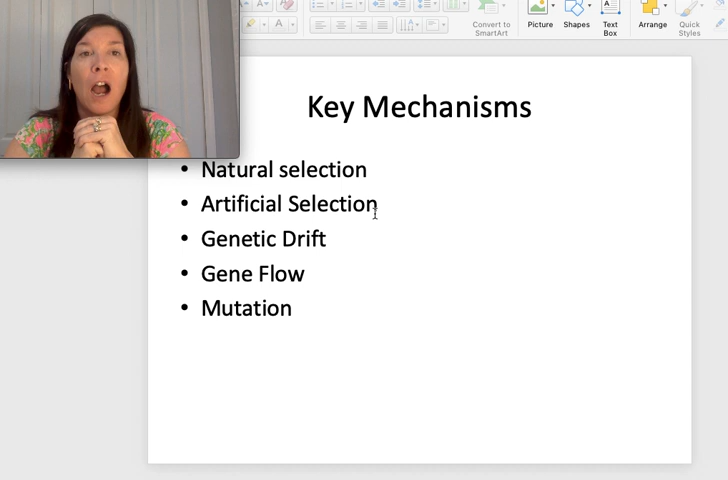 Convert to
SmartArt
Picture
Shapes
Text
Box
Arrange
Quick
Styles
Key Mechanisms
• Natural selection
• Artificial Selection
• Genetic Drift
• Gene Flow
• Mutation